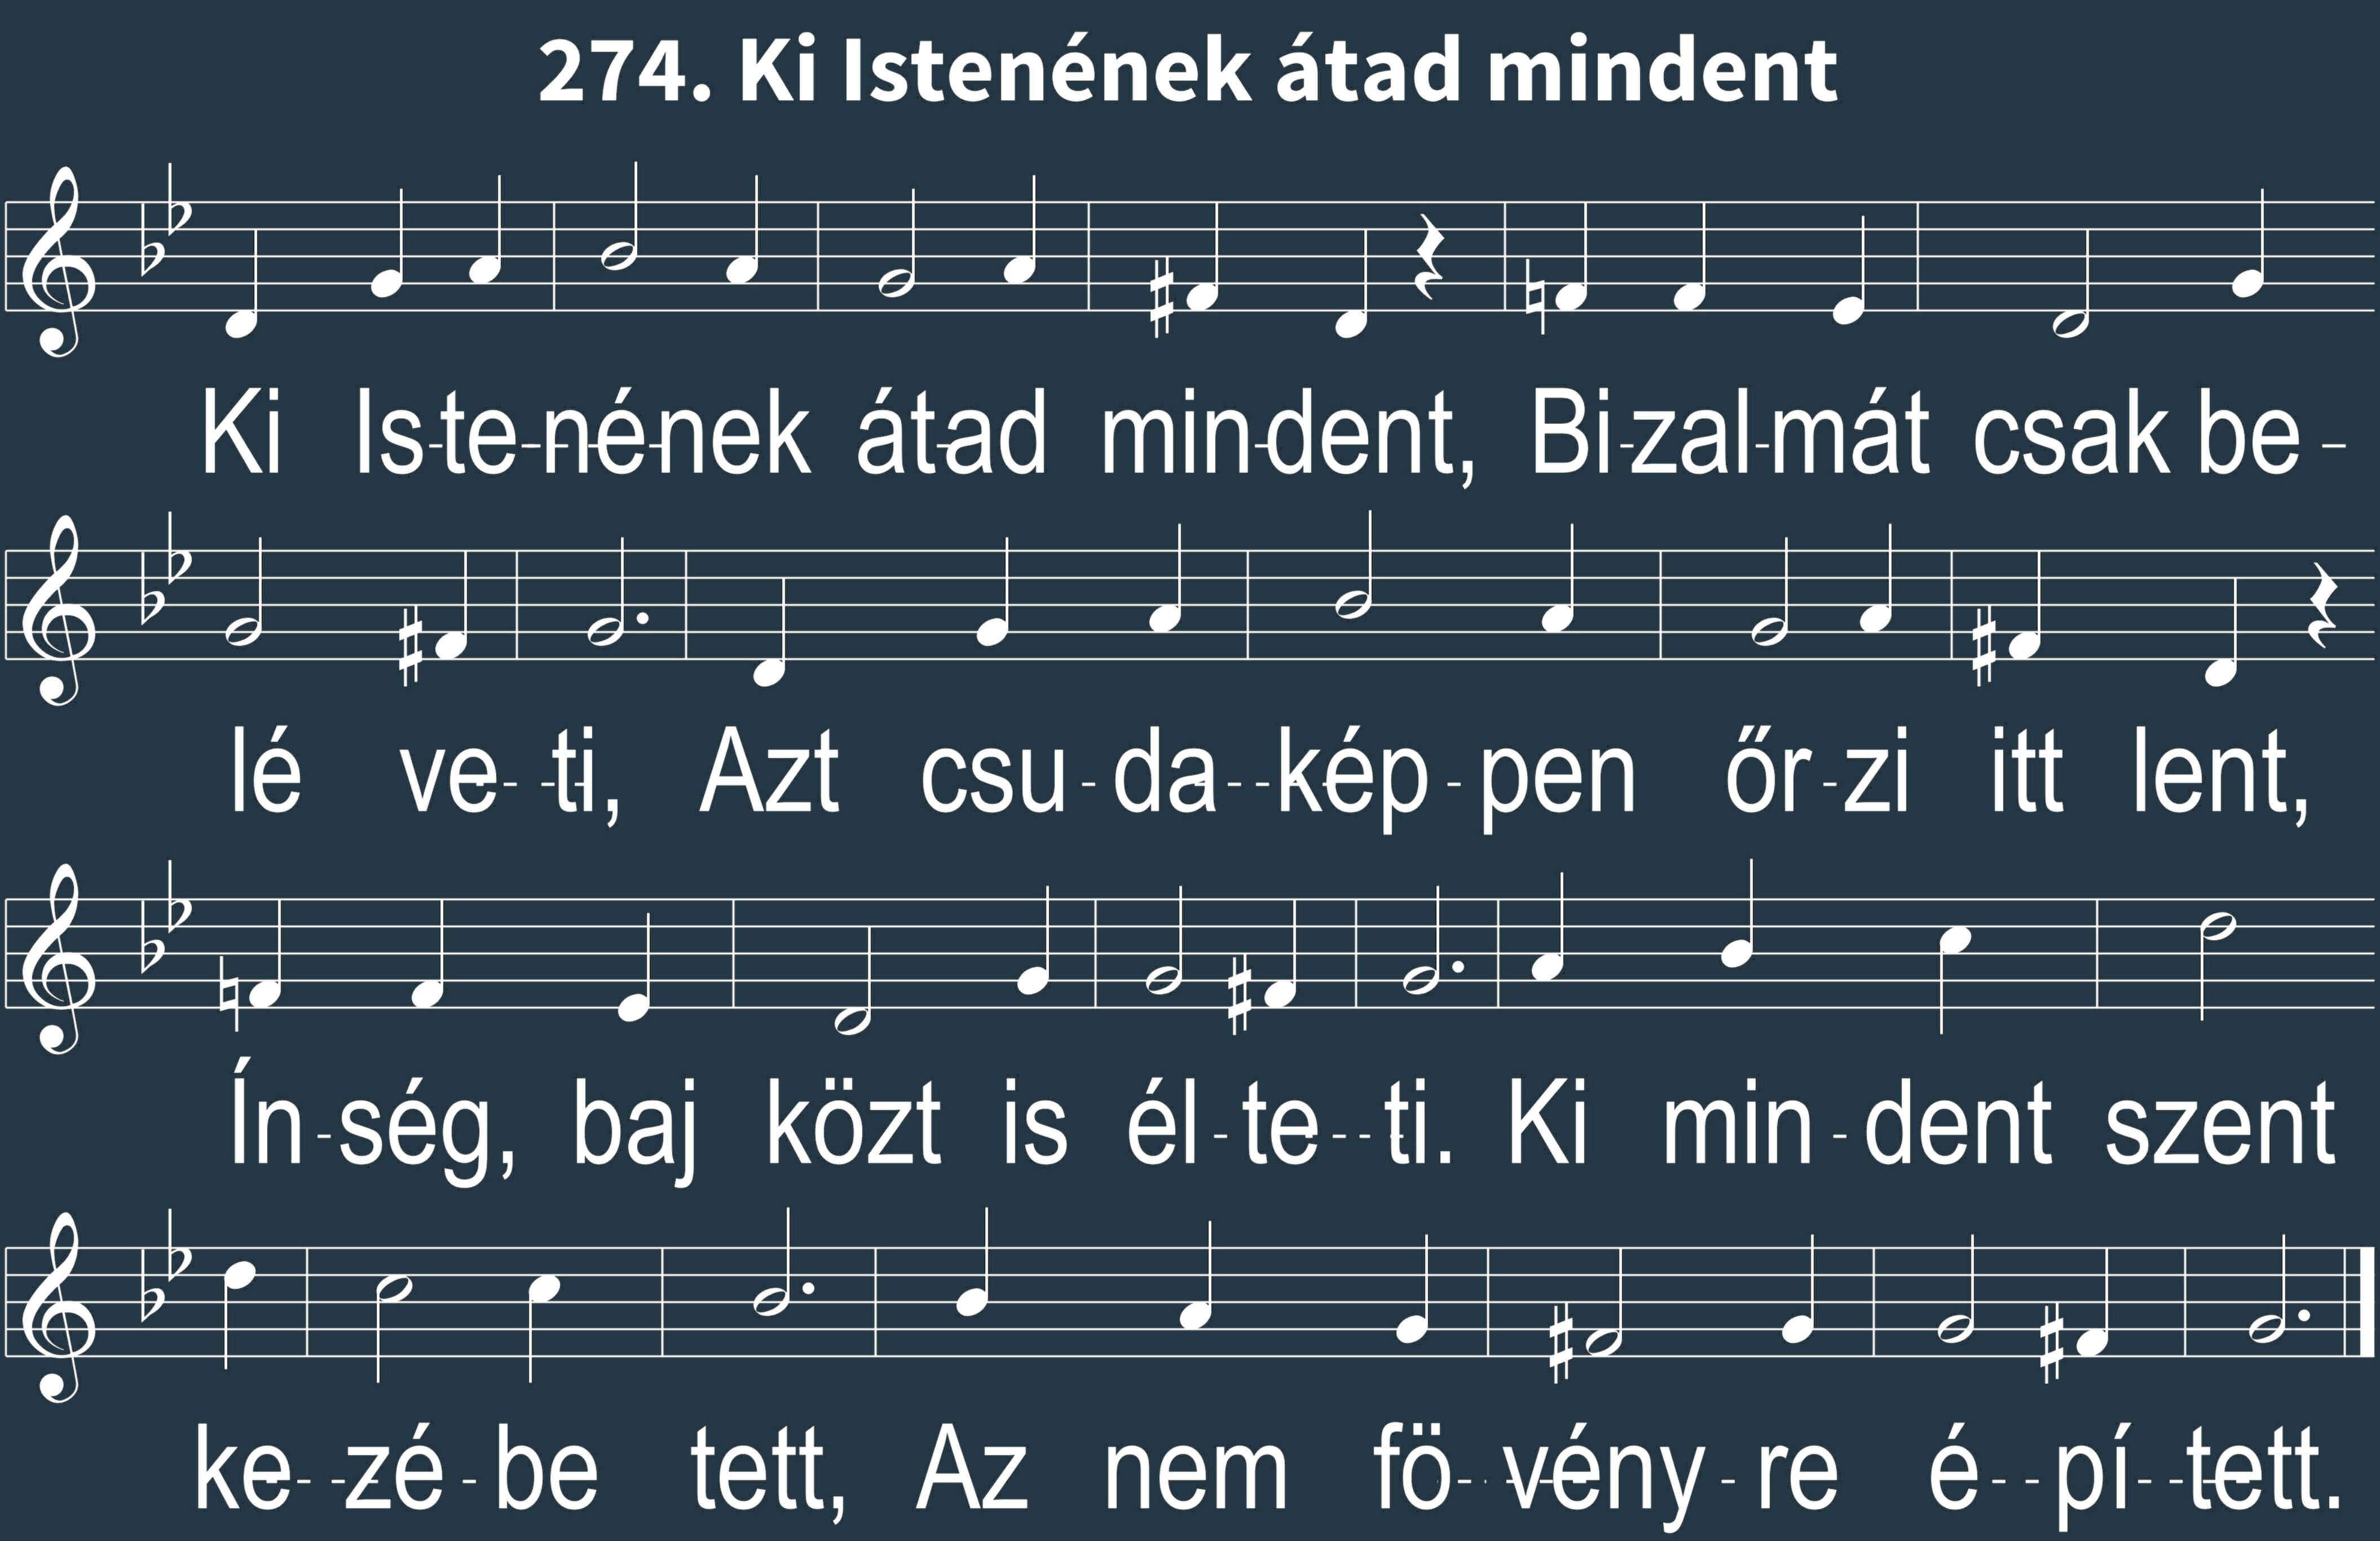 274. Ki Istenének átad mindent
Ki Is-te-né-nek át-ad min-dent, Bi-zal-mát csak be -
lé ve- -ti, Azt csu-da--kép-pen őr-zi itt lent,
Ín-ség, baj közt is él-te--ti. Ki min-dent szent
ke- -zé-be tett, Az nem fö- -vény-re é--pí--tett.